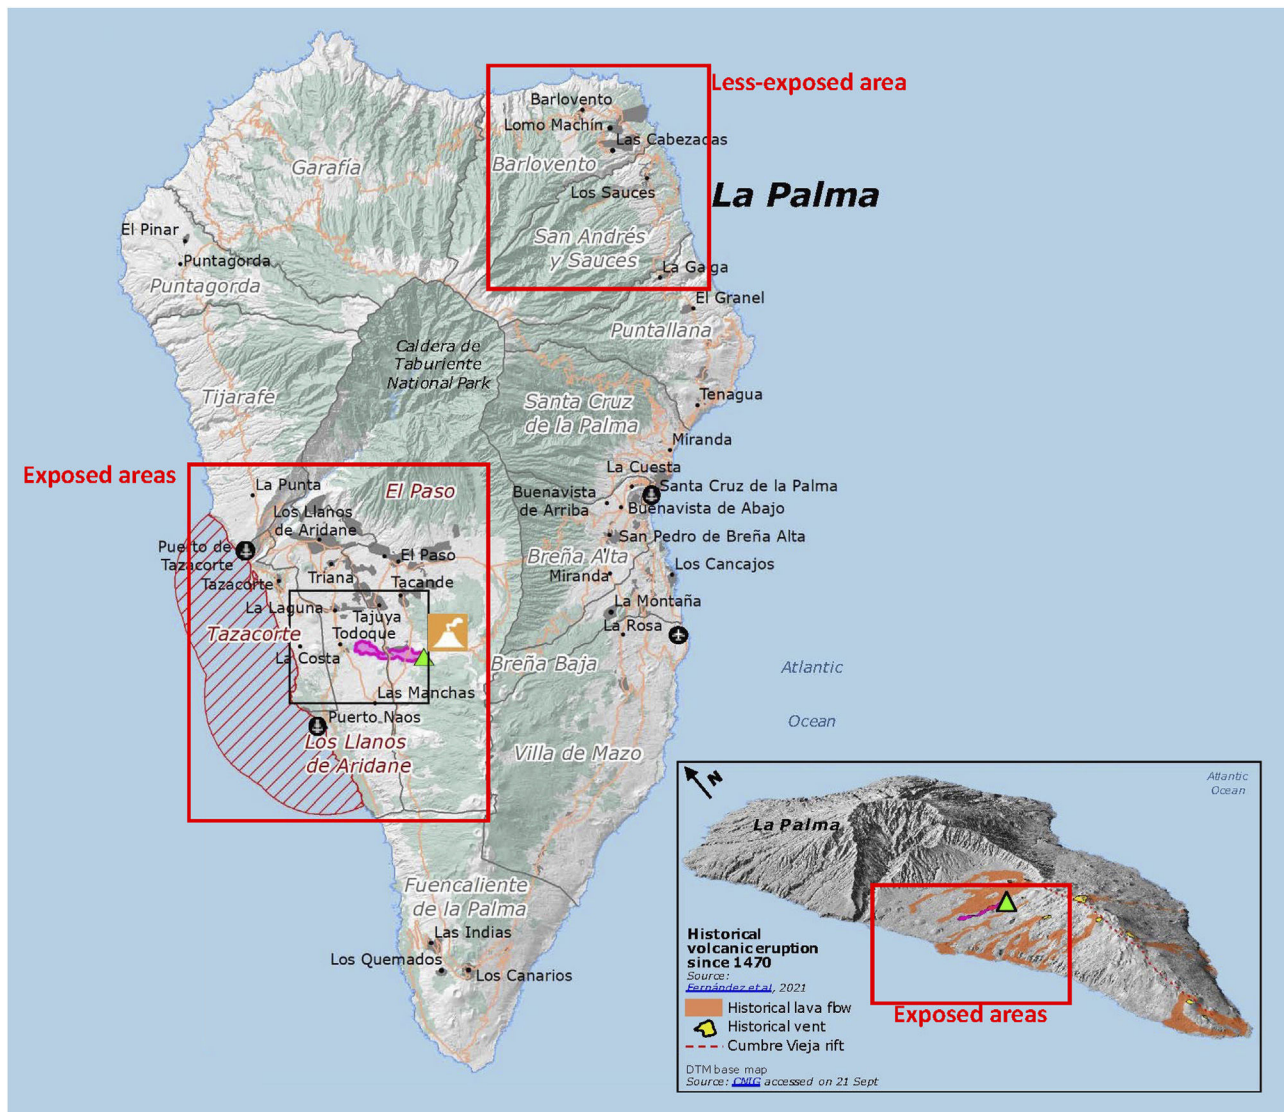 Less-exposed area
Barlovento
Lomo Machín
Las Cabezadas
Garafía
Barlovento
La Palma
Los Sauces
El Pinar
San Andrés
y Sauces
Puntagorda
La Galga
Puntagorda
El Granel
Puntallana
Caldera de
Taburiente
National Park
Tijarafe
Santa Cruz
de la Palma
Tenagua
Miranda
Exposed areas
La Cuesta
La Punta
El Paso
Buenavista
de Arriba
Santa Cruz de la Palma
Buenavista de Abajo
Los Llanos
de Aridane
San Pedro de Breña Alta
Puerto de
Tazacorte
El Paso
Breña Alta
Los Cancajos
Triana
Miranda
Tazacorte
Tacande
La Laguna
Tajuya
La Montaña
Tazacorte
Todoque
La Rosa
La Costa
Breña Baja
Atlantic
Ocean
Las Manchas
Puerto Naos
Los Llanos
de Aridane
Villa de Mazo
Fuencaliente
de la Palma
Las Indias
Los Quemados
Los Canarios
N
Atlantic
Ocean
La Palma
Historical
volcanic eruption
since 1470
Source:
Fernández et al, 2021
Exposed areas
Historical lava flow
Historical vent
Cumbre Vieja rift
DTM base map
Source: CNIG accessed on 21 Sept